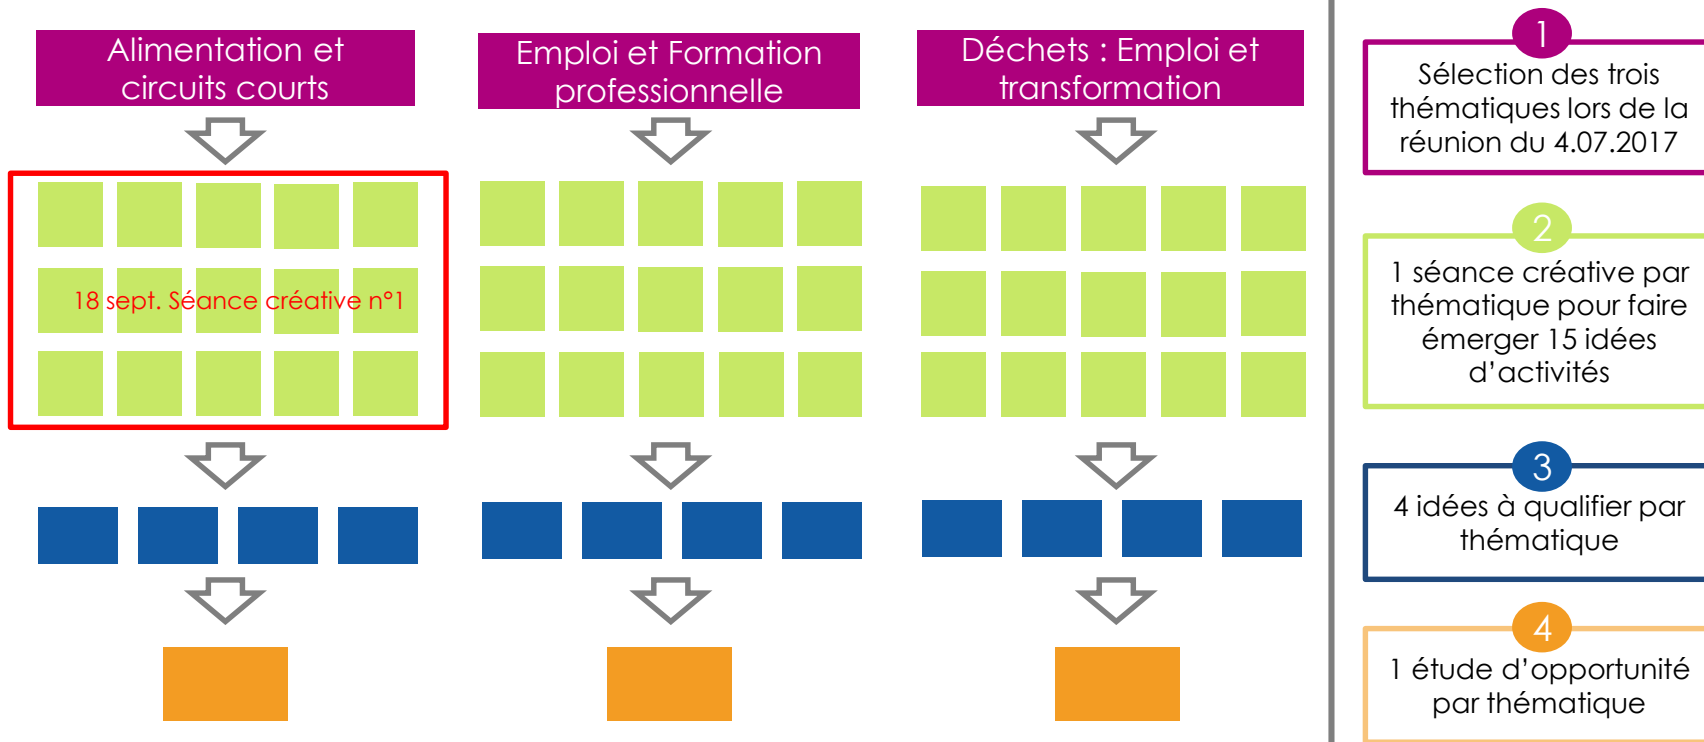 Alimentation et
circuits courts
Emploi et Formation
professionnelle
Déchets : Emploi et
transformation
18 sept. Séance créative n°1
1
Sélection des trois
thématiques lors de la
réunion du 4.07.2017
2
1 séance créative par
thématique pour faire
émerger 15 idées
d’activités
3
4 idées à qualifier par
thématique
4
1 étude d’opportunité
par thématique